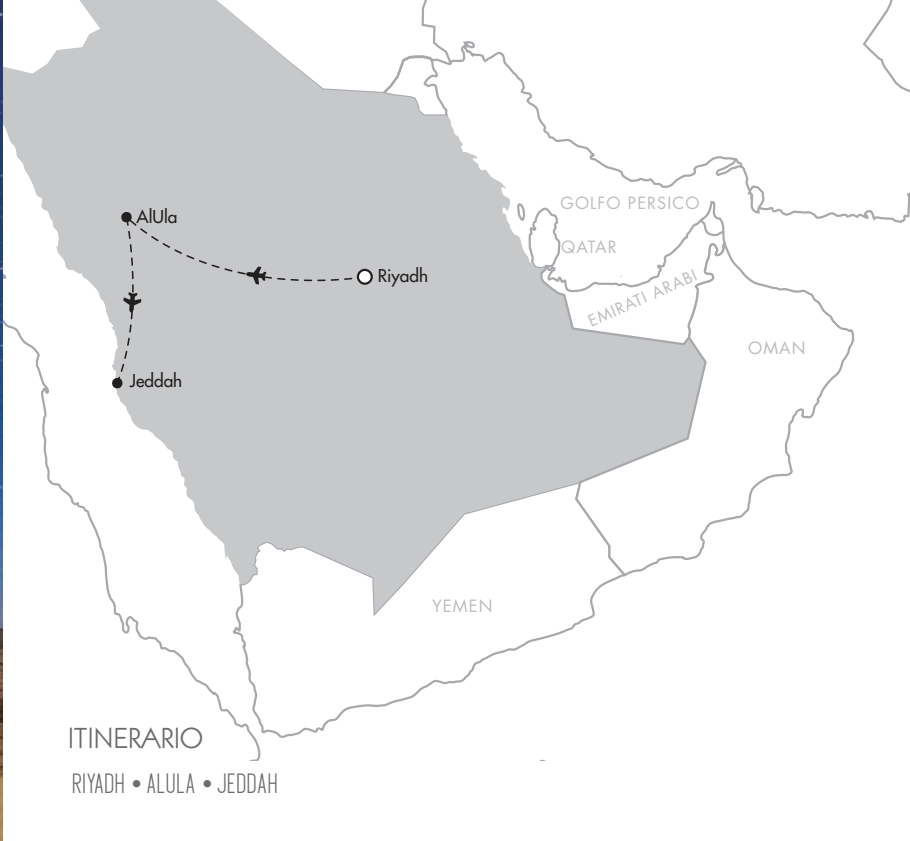 GOLFO PERSICO
AlUla
QATAR
Riyadh
EMIRATI ARABI
OMAN
Jeddah
YEMEN
ITINERARIO
RIYADH • ALULA • JEDDAH